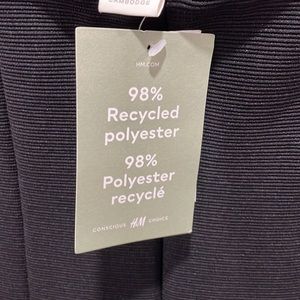 CAMBODGE
HM.COM
98%
Recycled
polyester
98%
Polyester
recyclé
CONSCIOUS H&M CHOICE